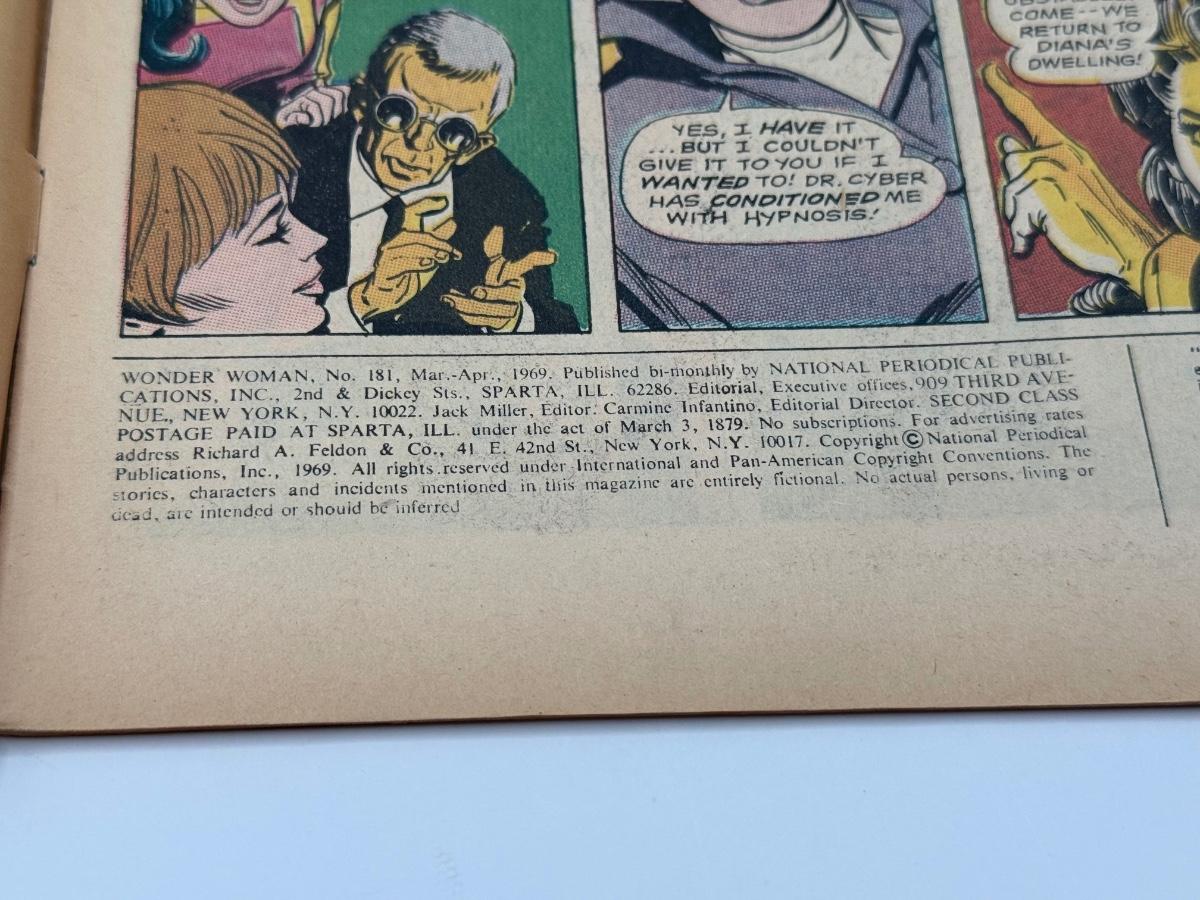 YES, I HAVE IT
...BUT I COULDN'T
GIVE IT TO YOU IF I
WANTED TO! DR. CYBER
HAS CONDITIONED ME
WITH HYPNOSIS!
COME -- WE
RETURN TO
DIANA'S
DWELLING!
WONDER WOMAN, No. 181, Mar.-Apr., 1969. Published bi-monthly by NATIONAL PERIODICAL PUBLI-
CATIONS, INC., 2nd & Dickey Sts., SPARTA, ILL. 62286. Editorial, Executive offices, 909 THIRD AVE-
NUE, NEW YORK, N.Y. 10022. Jack Miller, Editor. Carmine Infantino, Editorial Director. SECOND CLASS
POSTAGE PAID AT SPARTA, ILL. under the act of March 3, 1879. No subscriptions. For advertising rates
address Richard A. Feldon & Co., 41 E. 42nd St., New York, N.Y. 10017. Copyright © National Periodical
Publications, Inc., 1969. All rights reserved under International and Pan-American Copyright Conventions. The
stories, characters and incidents mentioned in this magazine are entirely fictional. No actual persons, living or
dead, are intended or should be inferred